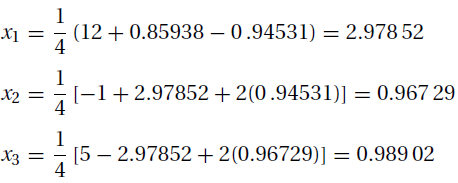 x₁ = 1/4 (12 + 0.85938 − 0.94531) = 2.978 52
x₂ = 1/4 [−1 + 2.97852 + 2(0.94531)] = 0.967 29
x₃ = 1/4 [5 − 2.97852 + 2(0.96729)] = 0.989 02